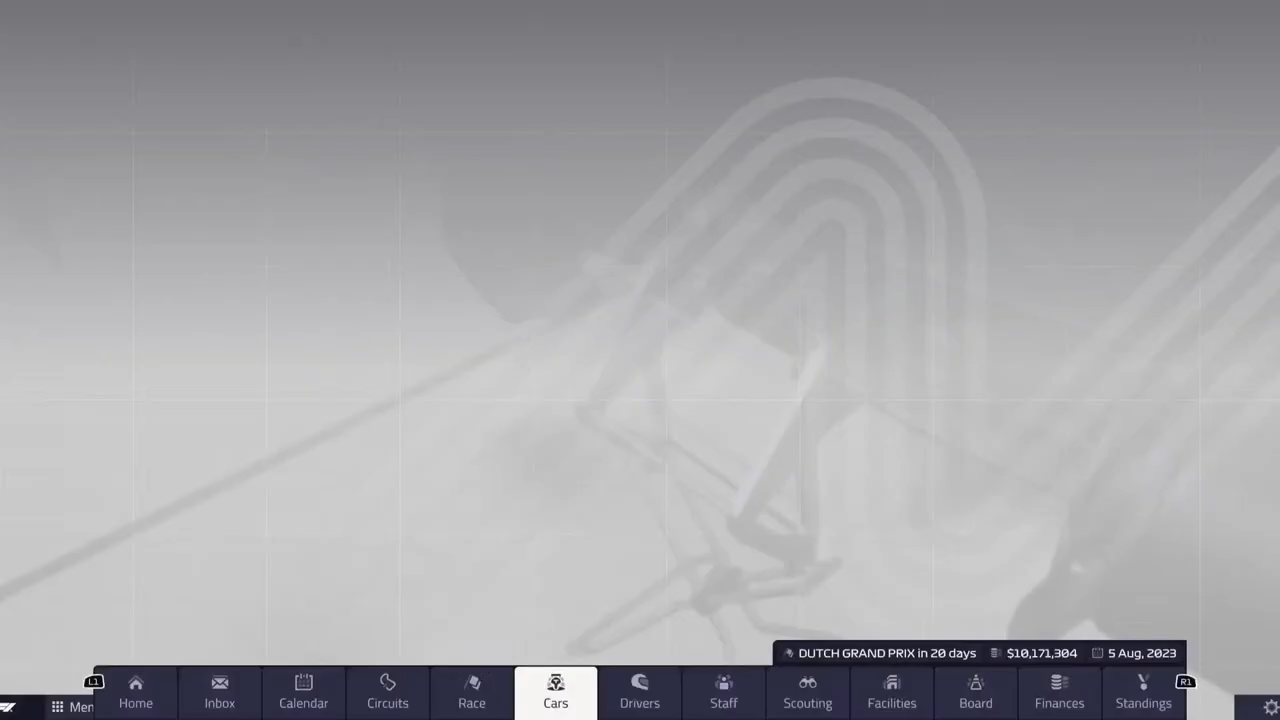 DUTCH GRAND PRIX in 20 days $10,171,304 5 Aug, 2023
L1 R1
Men Home Inbox Calendar Circuits Race Cars Drivers Staff Scouting Facilities Board Finances Standings